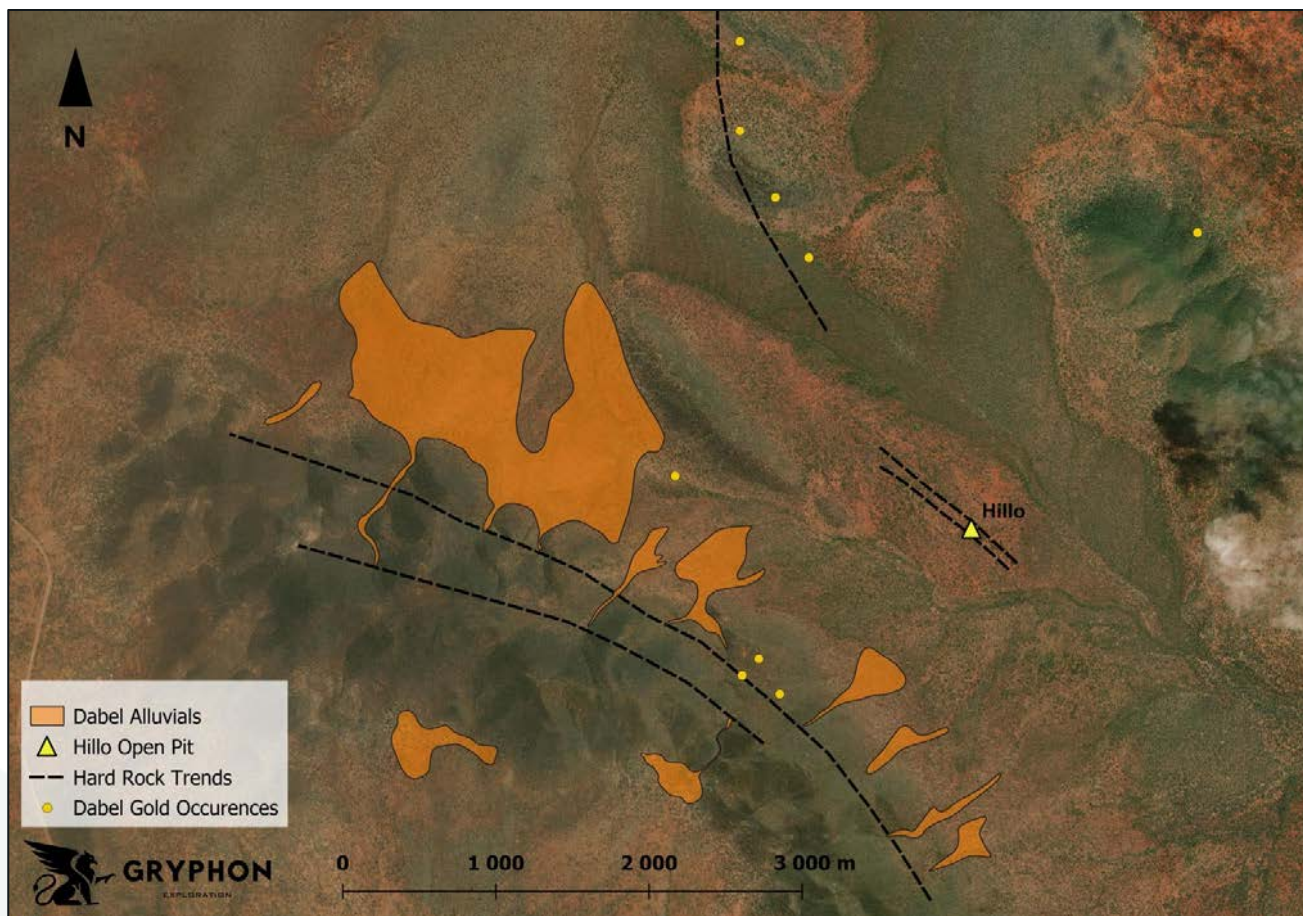 N
Hillo
Dabel Alluvials
Hillo Open Pit
Hard Rock Trends
Dabel Gold Occurences
GRYPHON
EXPLORATION
0 1 000 2 000 3 000 m